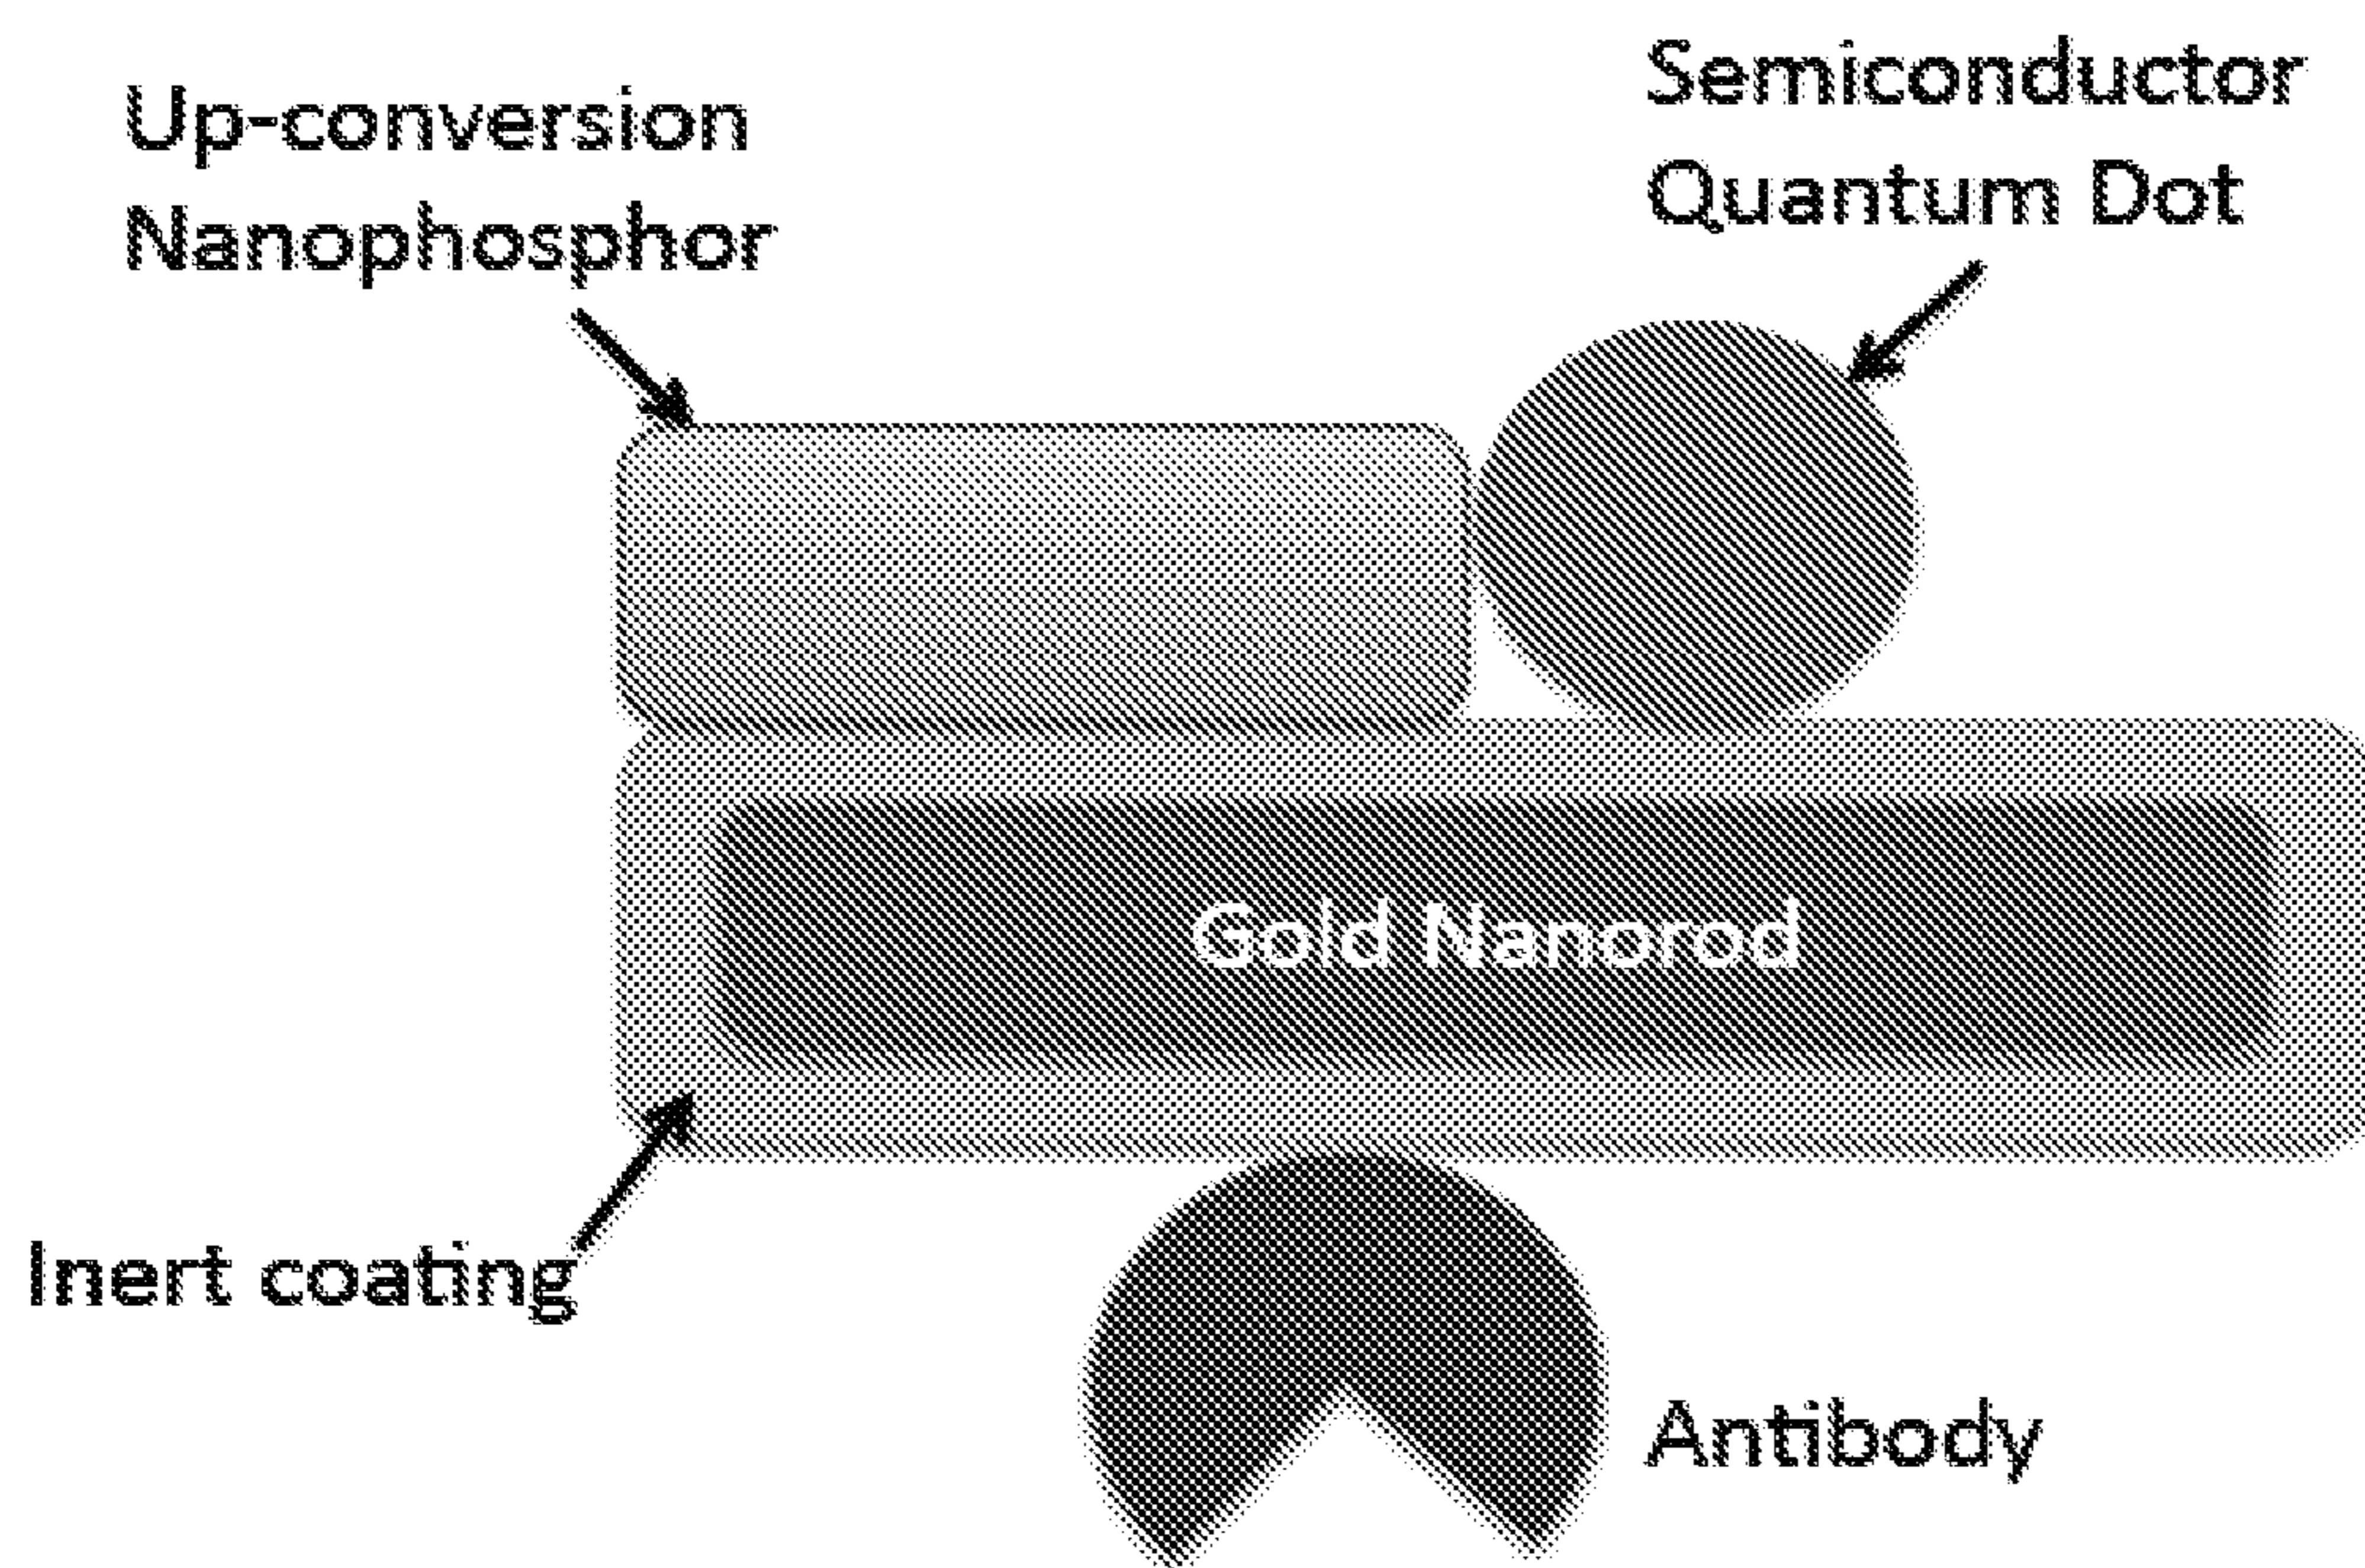 Up-conversion
Nanophosphor
Semiconductor
Quantum Dot
Gold Nanorod
Inert coating
Antibody